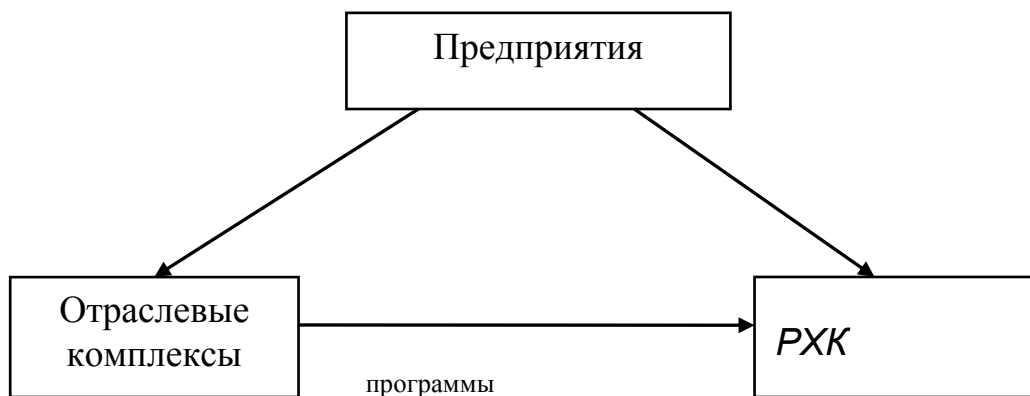 Предприятия
Отраслевые
комплексы
РХК
программы